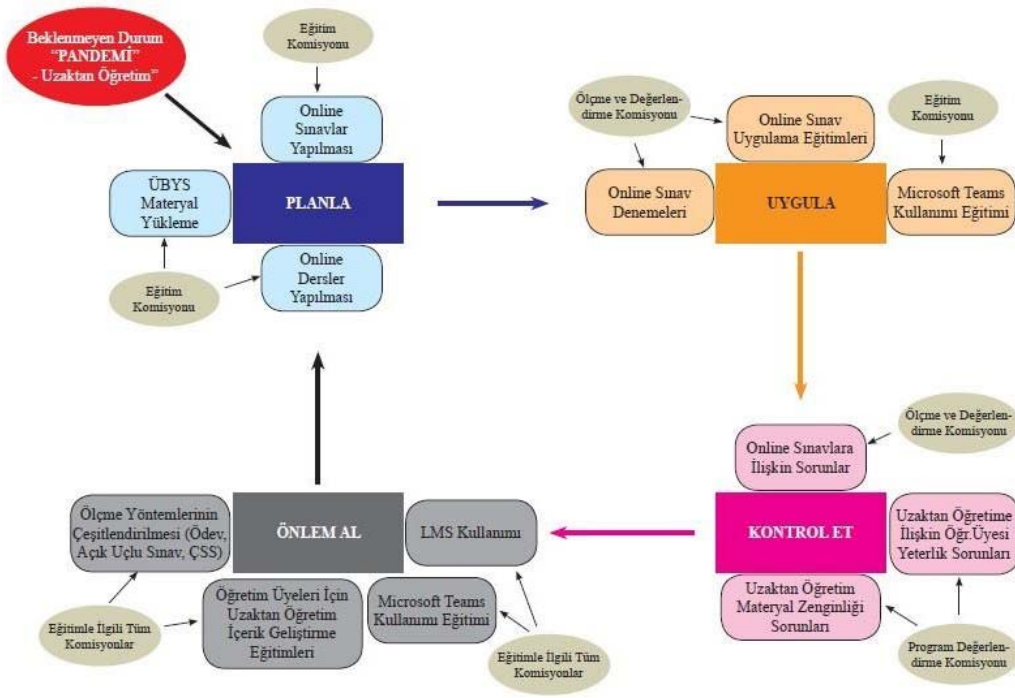 Beklenmeyen Durum
“PANDEMİ”
- Uzaktan Öğretim”
Eğitim
Komisyonu
Online
Sınavlar
Yapılması
ÜBYS
Materyal
Yükleme
PLANLA
Online
Dersler
Yapılması
Eğitim
Komisyonu
Ölçme ve Değerlen-
dirme Komisyonu
Online Sınav
Uygulama Eğitimleri
Eğitim
Komisyonu
Online Sınav
Denemeleri
UYGULA
Microsoft Teams
Kullanımı Eğitimi
Ölçme ve Değerlen-
dirme Komisyonu
Online Sınavlara
İlişkin Sorunlar
KONTROL ET
Uzaktan Öğretime
İlişkin Öğr.Üyesi
Yeterlik Sorunları
Uzaktan Öğretim
Materyal Zenginliği
Sorunları
Program Değerlen-
dirme Komisyonu
Ölçme Yöntemlerinin
Çeşitlendirilmesi (Ödev,
Açık Uçlu Sınav, ÇSS)
ÖNLEM AL
LMS Kullanımı
Öğretim Üyeleri İçin
Uzaktan Öğretim
İçerik Geliştirme
Eğitimleri
Microsoft Teams
Kullanımı Eğitimi
Eğitimle İlgili Tüm
Komisyonlar
Eğitimle İlgili Tüm
Komisyonlar